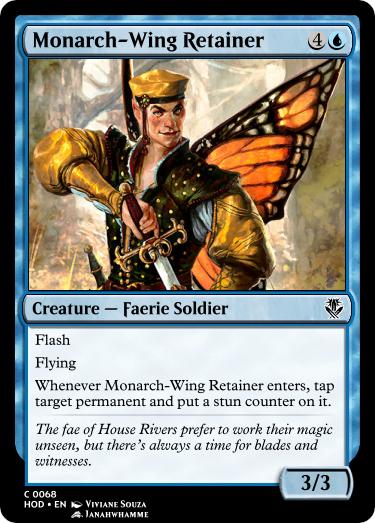 Monarch-Wing Retainer 4
Creature — Faerie Soldier
Flash
Flying
Whenever Monarch-Wing Retainer enters, tap
target permanent and put a stun counter on it.
The fae of House Rivers prefer to work their magic
unseen, but there's always a time for blades and
witnesses.
3/3
C 0068
HOD • EN Viviane Souza
Janahwhamme